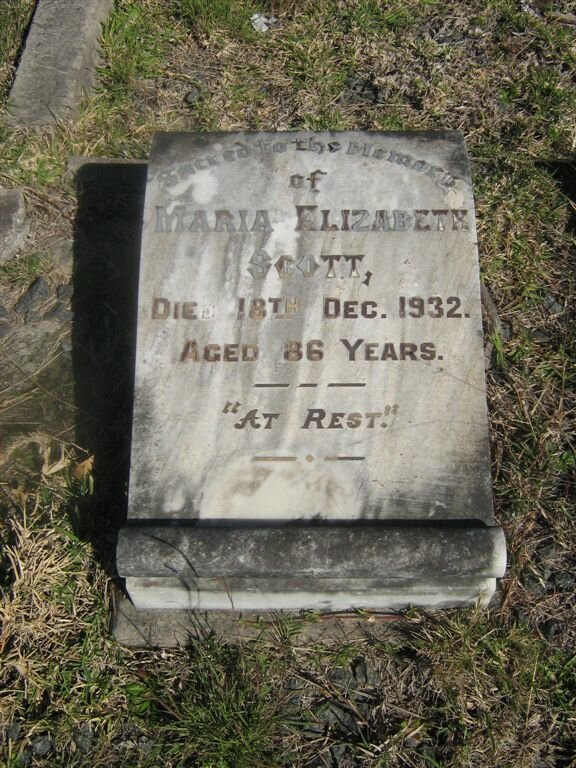 Sacred to the Memory
of
MARIA ELIZABETH
SCOTT,
DIED 18TH DEC. 1932.
AGED 86 YEARS.
"AT REST."